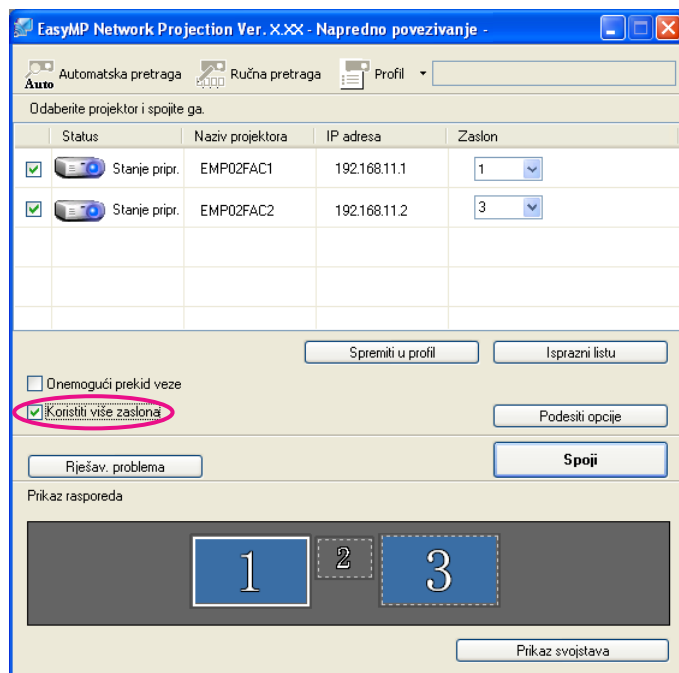 EasyMP Network Projection Ver. X.XX - Napredno povezivanje -
Auto Automatska pretraga Ručna pretraga Profil
Odaberite projektor i spojite ga.
Status Naziv projektora IP adresa Zaslon
Stanje pripr. EMP02FAC1 192.168.11.1 1
Stanje pripr. EMP02FAC2 192.168.11.2 3
Spremiti u profil Isprazni listu
Onemogući prekid veze
Koristiti više zaslona
Podesiti opcije
Rješav. problema Spoji
Prikaz rasporeda
1 2 3
Prikaz svojstava